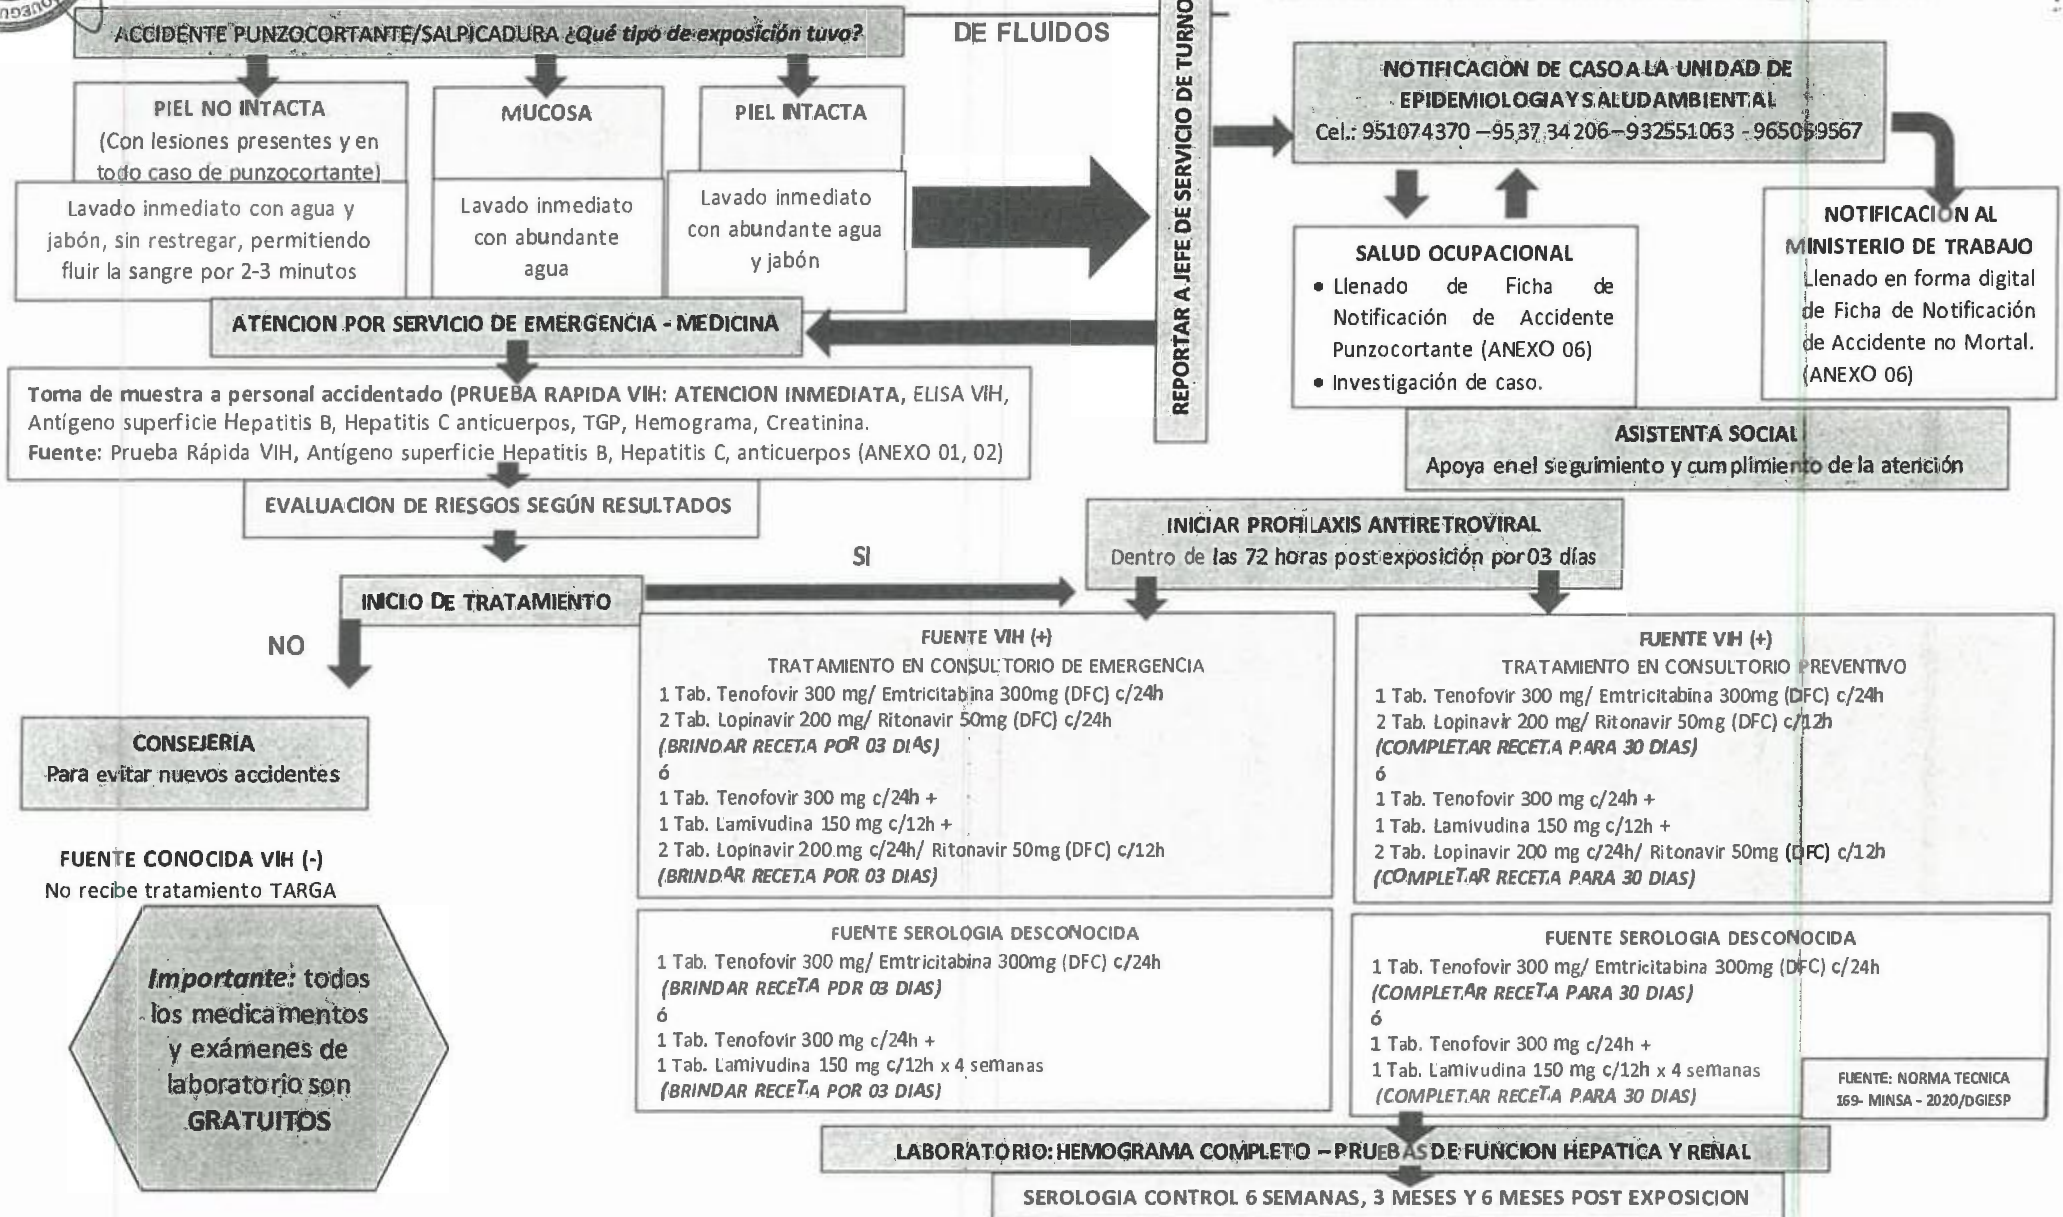 DE FLUIDOS
ACCIDENTE PUNZOCORTANTE/SALPICADURA ¿Qué tipo de exposición tuvo?
PIEL NO INTACTA
(Con lesiones presentes y en
todo caso de punzocortante)
Lavado inmediato con agua y
jabón, sin restregar, permitiendo
fluir la sangre por 2-3 minutos
MUCOSA
Lavado inmediato
con abundante
agua
PIEL INTACTA
Lavado inmediato
con abundante agua
y jabón
REPORTAR A JEFE DE SERVICIO DE TURNO
NOTIFICACIÓN DE CASO A LA UNIDAD DE
EPIDEMIOLOGIA Y SALUD AMBIENTAL
Cel.: 951074370 – 953734206 – 932551063 -
SALUD OCUPACIONAL
• Llenado de Ficha de
Notificación de Accidente
Punzocortante (ANEXO 06)
• Investigación de caso.
NOTIFICACION AL
MINISTERIO DE TRABAJO
Llenado en forma digital
de Ficha de Notificación
de Accidente no Mortal.
(ANEXO 06)
ASISTENTA SOCIAL
Apoya en el seguimiento y cumplimiento de la atención
ATENCION POR SERVICIO DE EMERGENCIA - MEDICINA
Toma de muestra a personal accidentado (PRUEBA RAPIDA VIH: ATENCION INMEDIATA, ELISA VIH,
Antígeno superficie Hepatitis B, Hepatitis C anticuerpos, TGP, Hemograma, Creatinina.
Fuente: Prueba Rápida VIH, Antígeno superficie Hepatitis B, Hepatitis C, anticuerpos (ANEXO 01, 02)
EVALUACION DE RIESGOS SEGÚN RESULTADOS
INICIO DE TRATAMIENTO
SI
NO
INICIAR PROFILAXIS ANTIRETROVIRAL
Dentro de las 72 horas post exposición por 03 días
FUENTE VIH (+)
TRATAMIENTO EN CONSULTORIO DE EMERGENCIA
1 Tab. Tenofovir 300 mg/ Emtricitabina 300mg (DFC) c/24h
2 Tab. Lopinavir 200 mg/ Ritonavir 50mg (DFC) c/24h
(BRINDAR RECETA POR 03 DIAS)
ó
1 Tab. Tenofovir 300 mg c/24h +
1 Tab. Lamivudina 150 mg c/12h +
2 Tab. Lopinavir 200 mg c/24h/ Ritonavir 50mg (DFC) c/12h
(BRINDAR RECETA POR 03 DIAS)
FUENTE VIH (+)
TRATAMIENTO EN CONSULTORIO PREVENTIVO
1 Tab. Tenofovir 300 mg/ Emtricitabina 300mg (DFC) c/24h
2 Tab. Lopinavir 200 mg/ Ritonavir 50mg (DFC) c/12h
(COMPLETAR RECETA PARA 30 DIAS)
ó
1 Tab. Tenofovir 300 mg c/24h +
1 Tab. Lamivudina 150 mg c/12h +
2 Tab. Lopinavir 200 mg c/24h/ Ritonavir 50mg (DFC) c/12h
(COMPLETAR RECETA PARA 30 DIAS)
CONSEJERIA
Para evitar nuevos accidentes
FUENTE CONOCIDA VIH (-)
No recibe tratamiento TARGA
Importante: todos
los medicamentos
y exámenes de
laboratorio son
GRATUITOS
FUENTE SEROLOGIA DESCONOCIDA
1 Tab. Tenofovir 300 mg/ Emtricitabina 300mg (DFC) c/24h
(BRINDAR RECETA POR 03 DIAS)
ó
1 Tab. Tenofovir 300 mg c/24h +
1 Tab. Lamivudina 150 mg c/12h x 4 semanas
(BRINDAR RECETA POR 03 DIAS)
FUENTE SEROLOGIA DESCONOCIDA
1 Tab. Tenofovir 300 mg/ Emtricitabina 300mg (DFC) c/24h
(COMPLETAR RECETA PARA 30 DIAS)
ó
1 Tab. Tenofovir 300 mg c/24h +
1 Tab. Lamivudina 150 mg c/12h x 4 semanas
(COMPLETAR RECETA PARA 30 DIAS)
FUENTE: NORMA TECNICA
169- MINSA - 2020/DGIESP
LABORATORIO: HEMOGRAMA COMPLETO – PRUEBAS DE FUNCION HEPATICA Y RENAL
SEROLOGIA CONTROL 6 SEMANAS, 3 MESES Y 6 MESES POST EXPOSICION